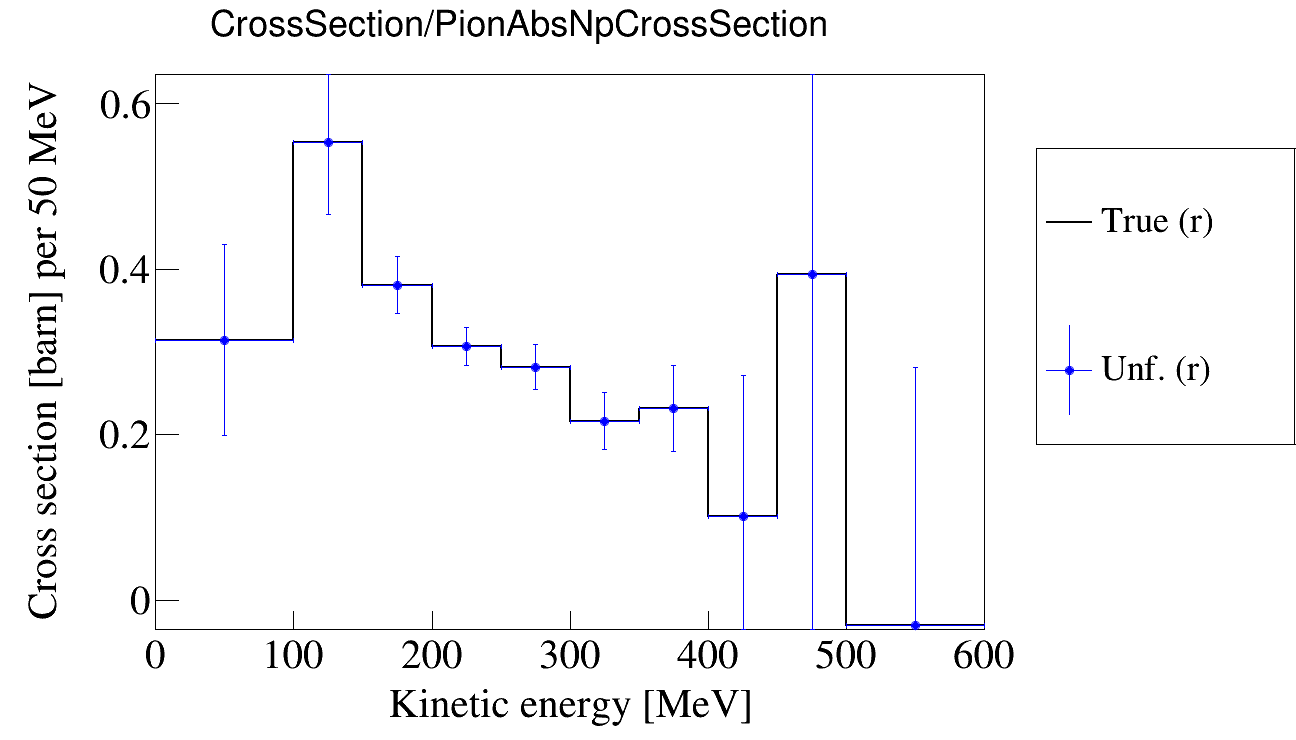 CrossSection/PionAbsNpCrossSection
Cross section [barn] per 50 MeV
0.6
0.4
0.2
0
0 100 200 300 400 500 600
Kinetic energy [MeV]
True (r)
Unf. (r)